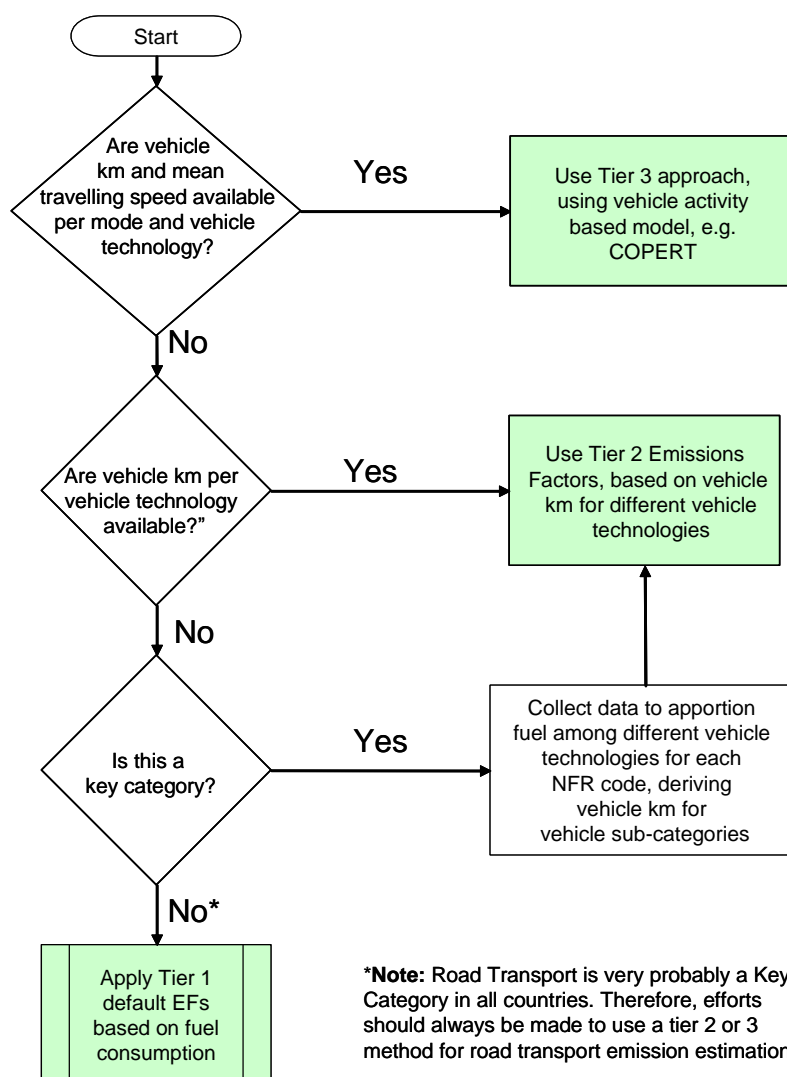 Start
Are vehicle
km and mean
travelling speed available
per mode and vehicle
technology?
Yes
Use Tier 3 approach,
using vehicle activity
based model, e.g.
COPERT
No
Are vehicle km per
vehicle technology
available?”
Yes
Use Tier 2 Emissions
Factors, based on vehicle
km for different vehicle
technologies
No
Is this a
key category?
Yes
Collect data to apportion
fuel among different vehicle
technologies for each
NFR code, deriving
vehicle km for
vehicle sub-categories
No*
Apply Tier 1
default EFs
based on fuel
consumption
*Note: Road Transport is very probably a Key
Category in all countries. Therefore, efforts
should always be made to use a tier 2 or 3
method for road transport emission estimation